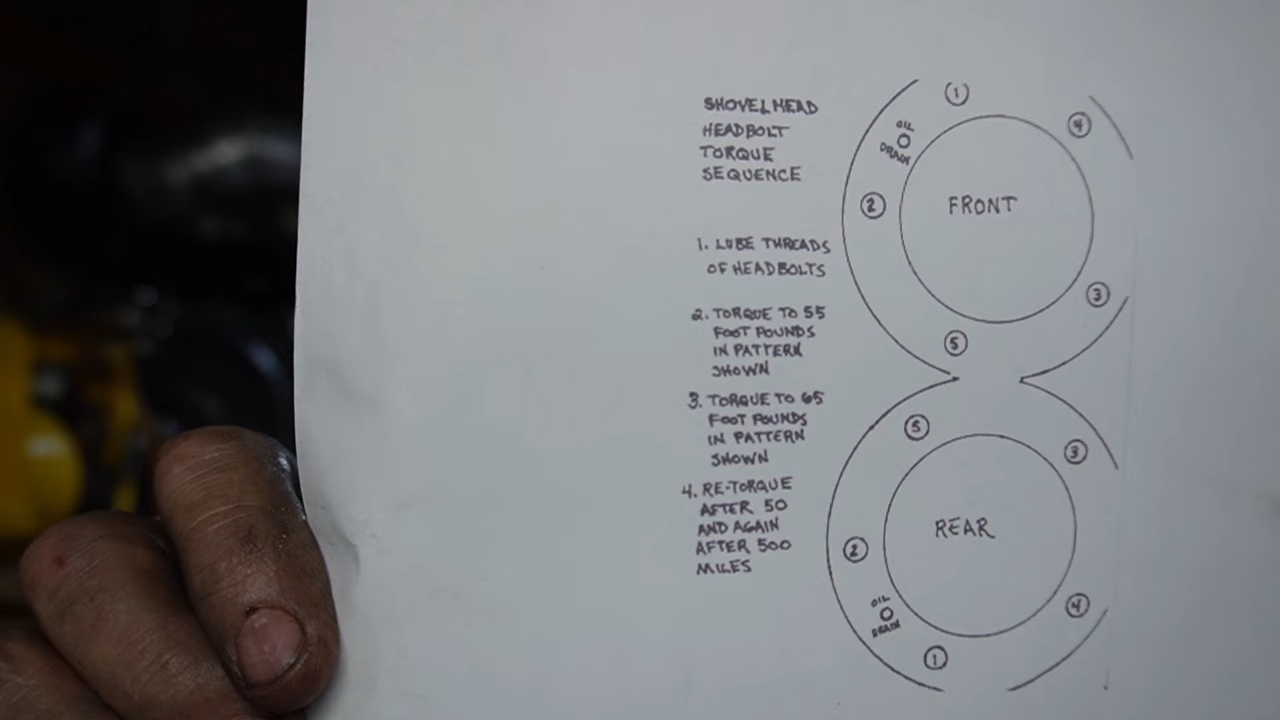 SHOVELHEAD
HEADBOLT
TORQUE
SEQUENCE
1. LUBE THREADS
OF HEADBOLTS
2. TORQUE TO 55
FOOT POUNDS
IN PATTERN
SHOWN
3. TORQUE TO 65
FOOT POUNDS
IN PATTERN
SHOWN
4. RE-TORQUE
AFTER 50
AND AGAIN
AFTER 500
MILES
1
4
OIL
DRAIN
2
FRONT
3
5
5
3
REAR
2
4
OIL
DRAIN
1